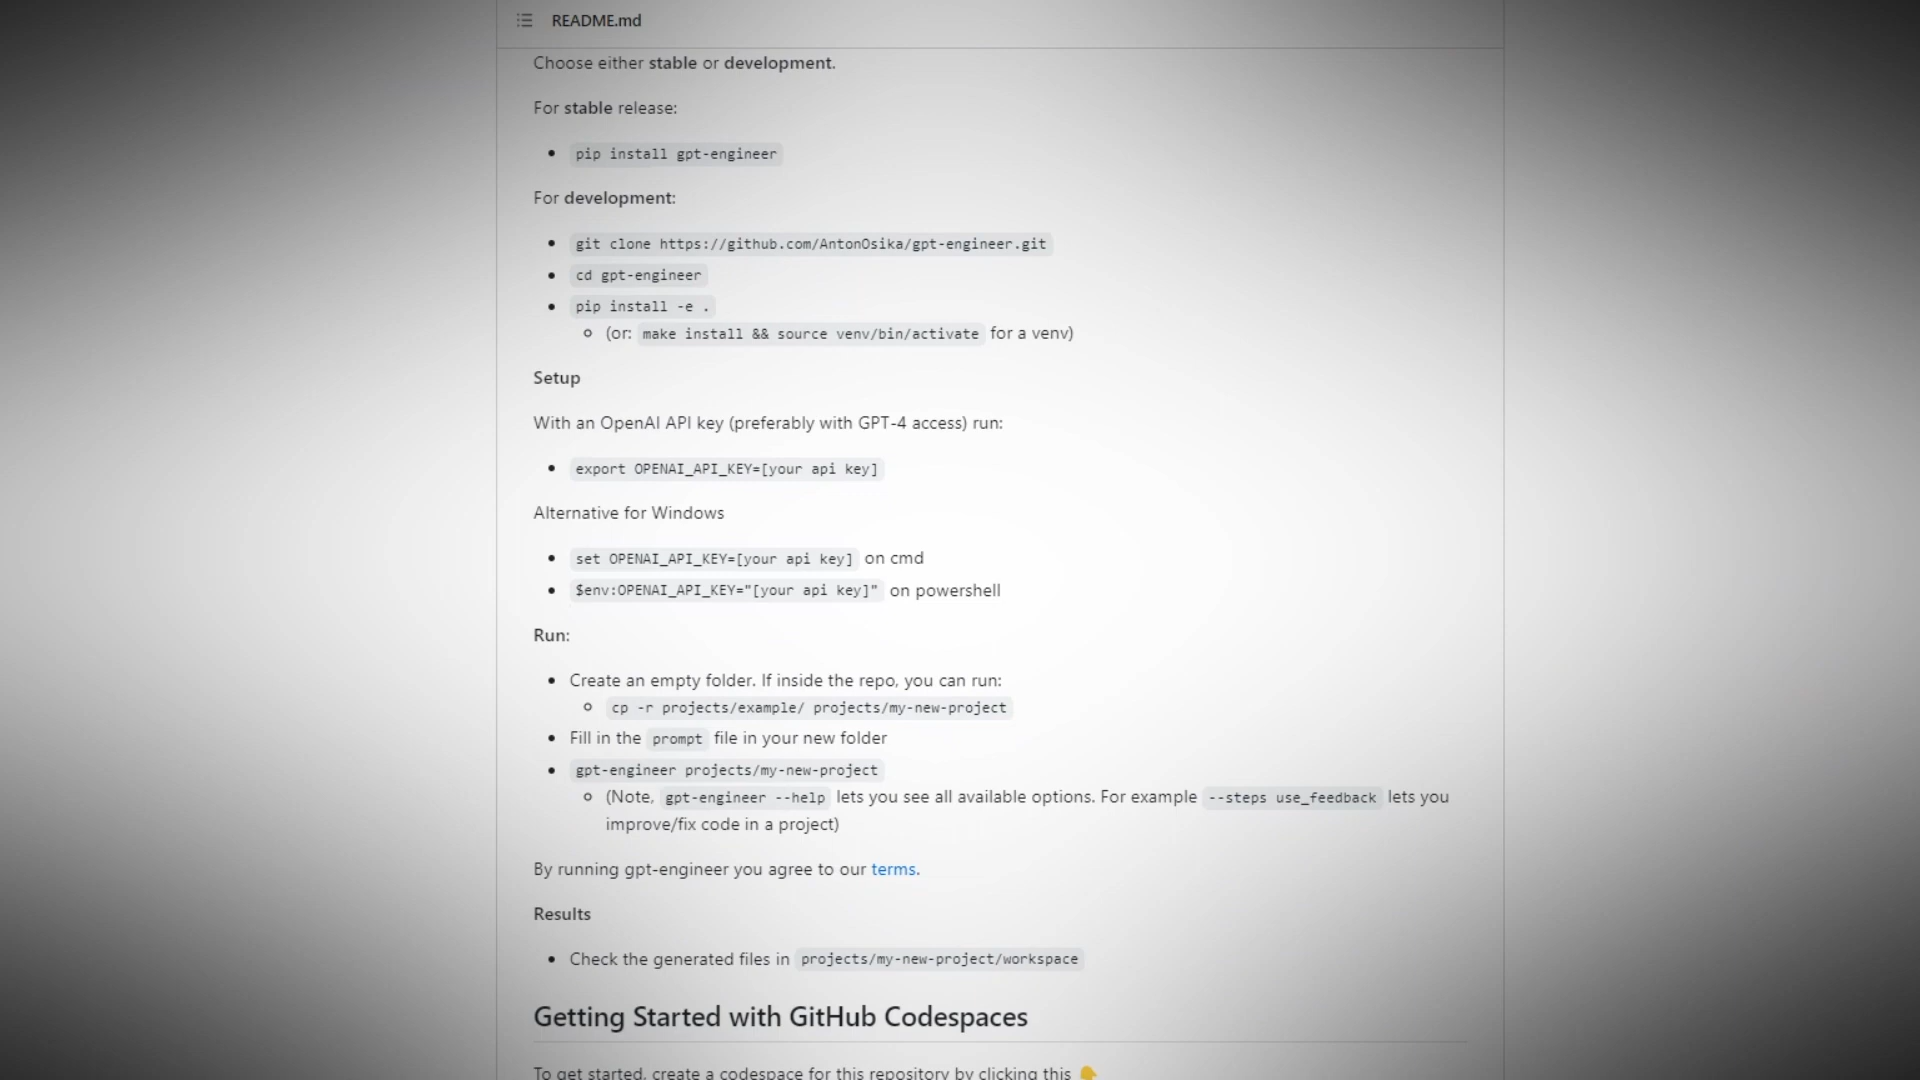 README.md
Choose either stable or development.
For stable release:
pip install gpt-engineer
For development:
git clone https://github.com/AntonOsika/gpt-engineer.git
cd gpt-engineer
pip install -e .
(or: make install && source venv/bin/activate for a venv)
Setup
With an OpenAI API key (preferably with GPT-4 access) run:
export OPENAI_API_KEY=[your api key]
Alternative for Windows
set OPENAI_API_KEY=[your api key] on cmd
$env:OPENAI_API_KEY="[your api key]" on powershell
Run:
Create an empty folder. If inside the repo, you can run:
cp -r projects/example/ projects/my-new-project
Fill in the prompt file in your new folder
gpt-engineer projects/my-new-project
(Note, gpt-engineer --help lets you see all available options. For example --steps use_feedback lets you
improve/fix code in a project)
By running gpt-engineer you agree to our terms.
Results
Check the generated files in projects/my-new-project/workspace
Getting Started with GitHub Codespaces
To get started, create a codespace for this repository by clicking this 👇